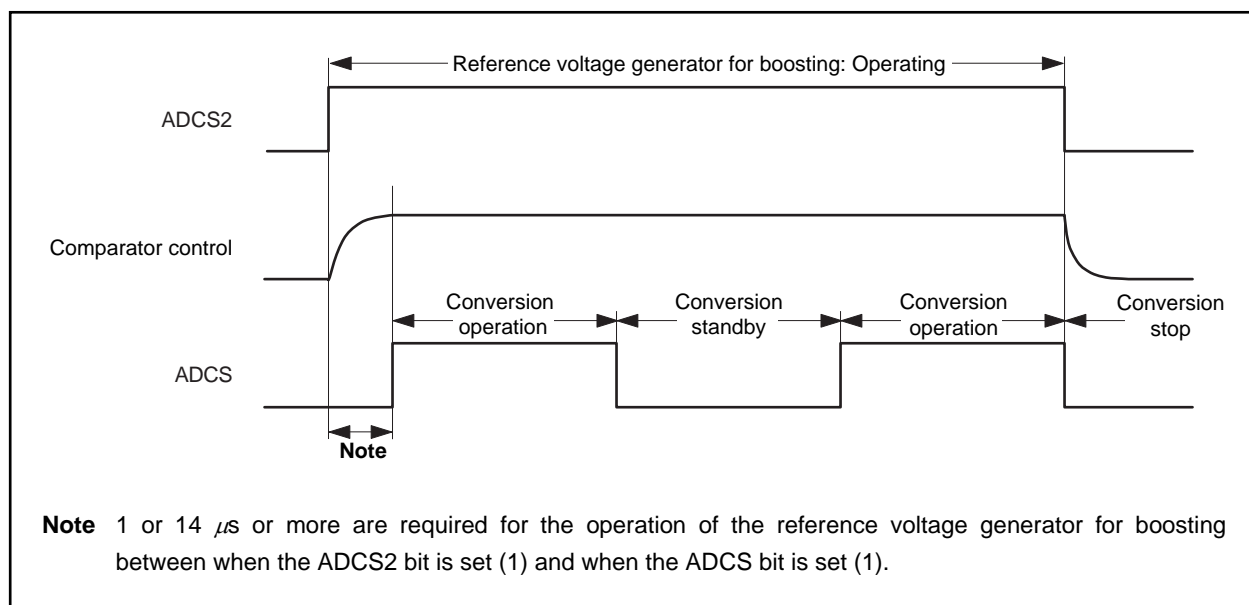 Reference voltage generator for boosting: Operating
ADCS2
Comparator control
Conversion
operation
Conversion
standby
Conversion
operation
Conversion
stop
ADCS
Note
Note 1 or 14 μs or more are required for the operation of the reference voltage generator for boosting
between when the ADCS2 bit is set (1) and when the ADCS bit is set (1).